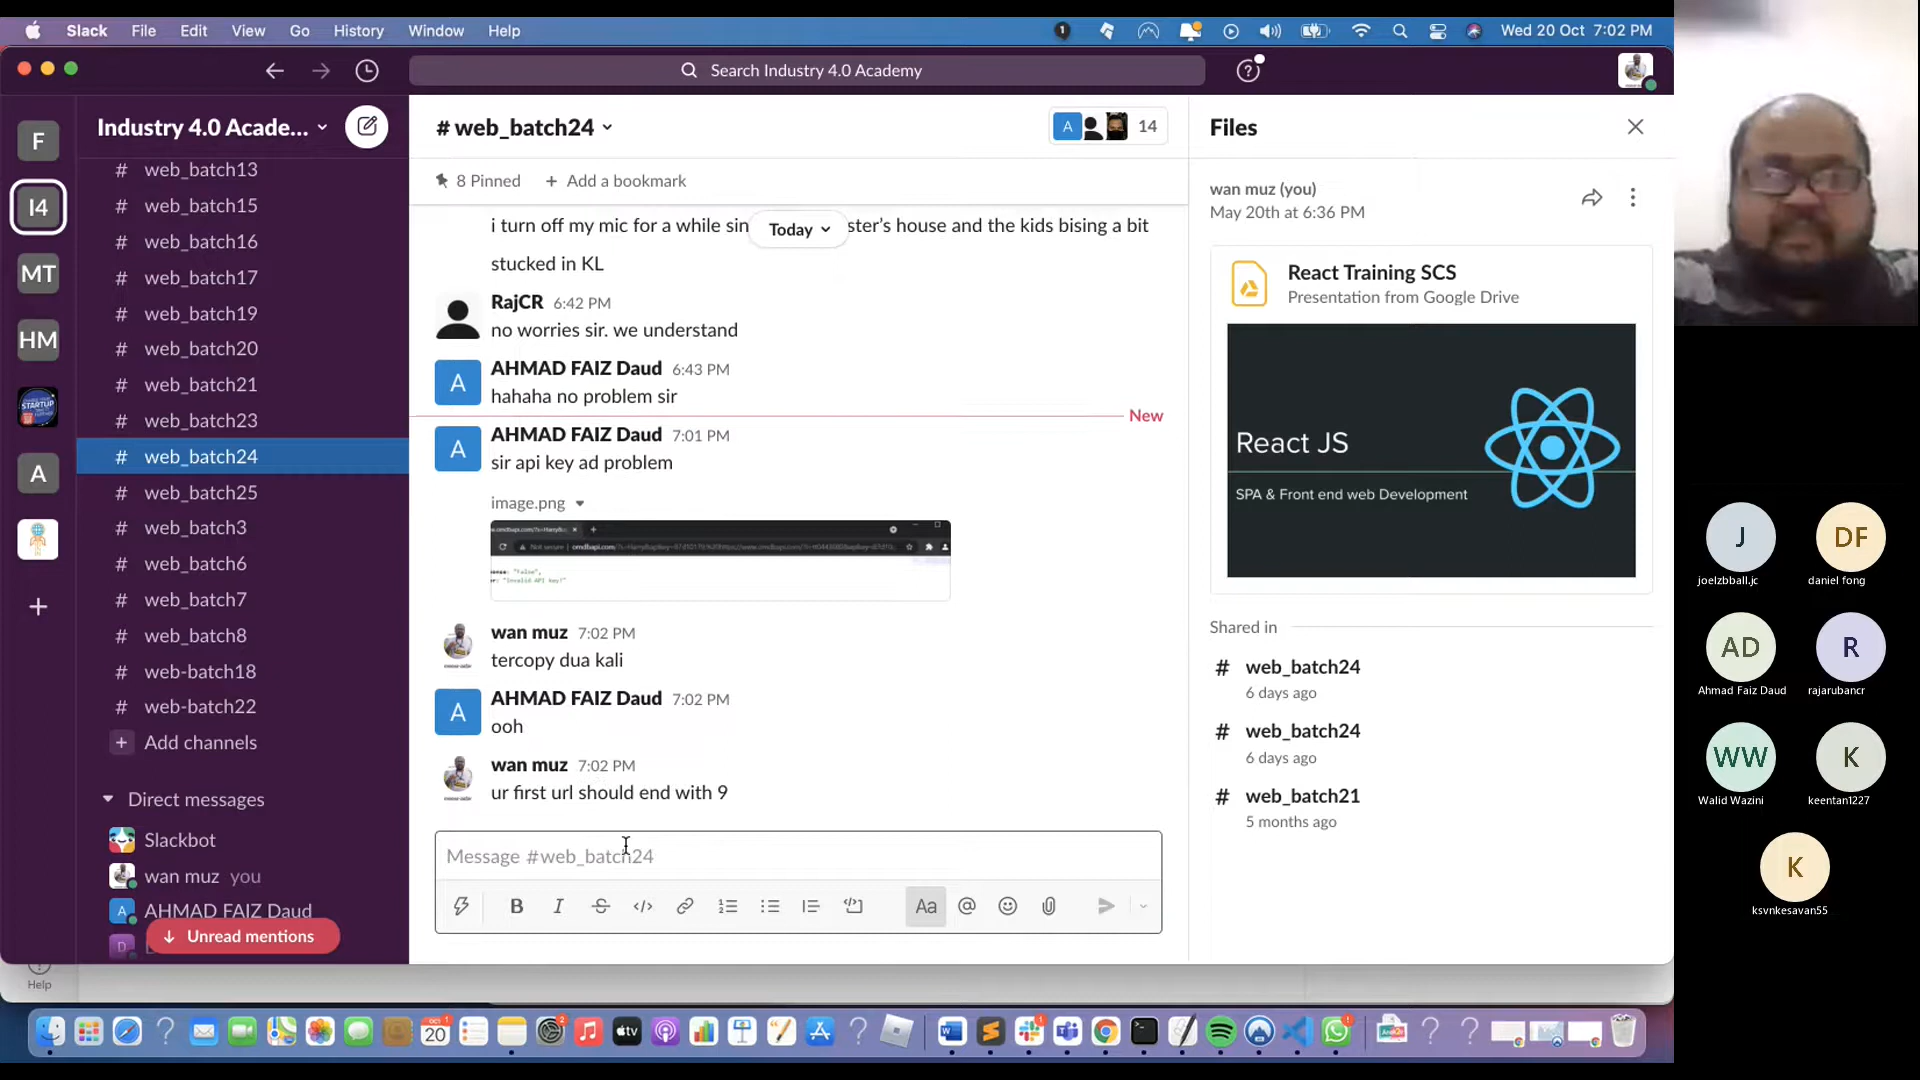 Slack File Edit View Go History Window Help
Wed 20 Oct 7:02 PM
Search Industry 4.0 Academy
F
I4
MT
HM
A
Industry 4.0 Acade...
# web_batch13
# web_batch15
# web_batch16
# web_batch17
# web_batch19
# web_batch20
# web_batch21
# web_batch23
# web_batch24
# web_batch25
# web_batch3
# web_batch6
# web_batch7
# web_batch8
# web-batch18
# web-batch22
Add channels
Direct messages
Slackbot
wan muz you
AHMAD FAIZ Daud
Unread mentions
Help
# web_batch24
14
8 Pinned
Add a bookmark
i turn off my mic for a while sin
ster's house and the kids bising a bit
Today
stucked in KL
RajCR 6:42 PM
no worries sir. we understand
AHMAD FAIZ Daud 6:43 PM
hahaha no problem sir
New
AHMAD FAIZ Daud 7:01 PM
sir api key ad problem
image.png
wan muz 7:02 PM
tercopy dua kali
AHMAD FAIZ Daud 7:02 PM
ooh
wan muz 7:02 PM
ur first url should end with 9
Message #web_batch24
Files
wan muz (you)
May 20th at 6:36 PM
React Training SCS
Presentation from Google Drive
React JS
SPA & Front end web Development
Shared in
# web_batch24
6 days ago
# web_batch24
6 days ago
# web_batch21
5 months ago
J
joelzbball.jc
DF
daniel fong
AD
Ahmad Faiz Daud
R
rajarubancr
WW
Walid Wazini
K
keentan1227
K
ksvnkesavan55